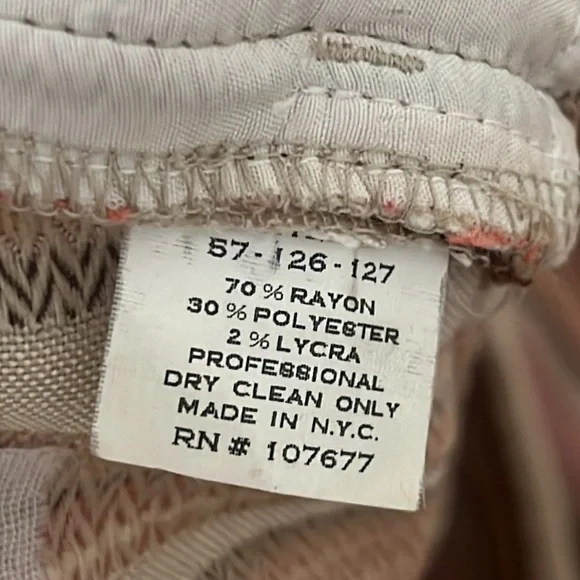 57-126-127
70% RAYON
30% POLYESTER
2% LYCRA
PROFESSIONAL
DRY CLEAN ONLY
MADE IN N.Y.C.
RN# 107677